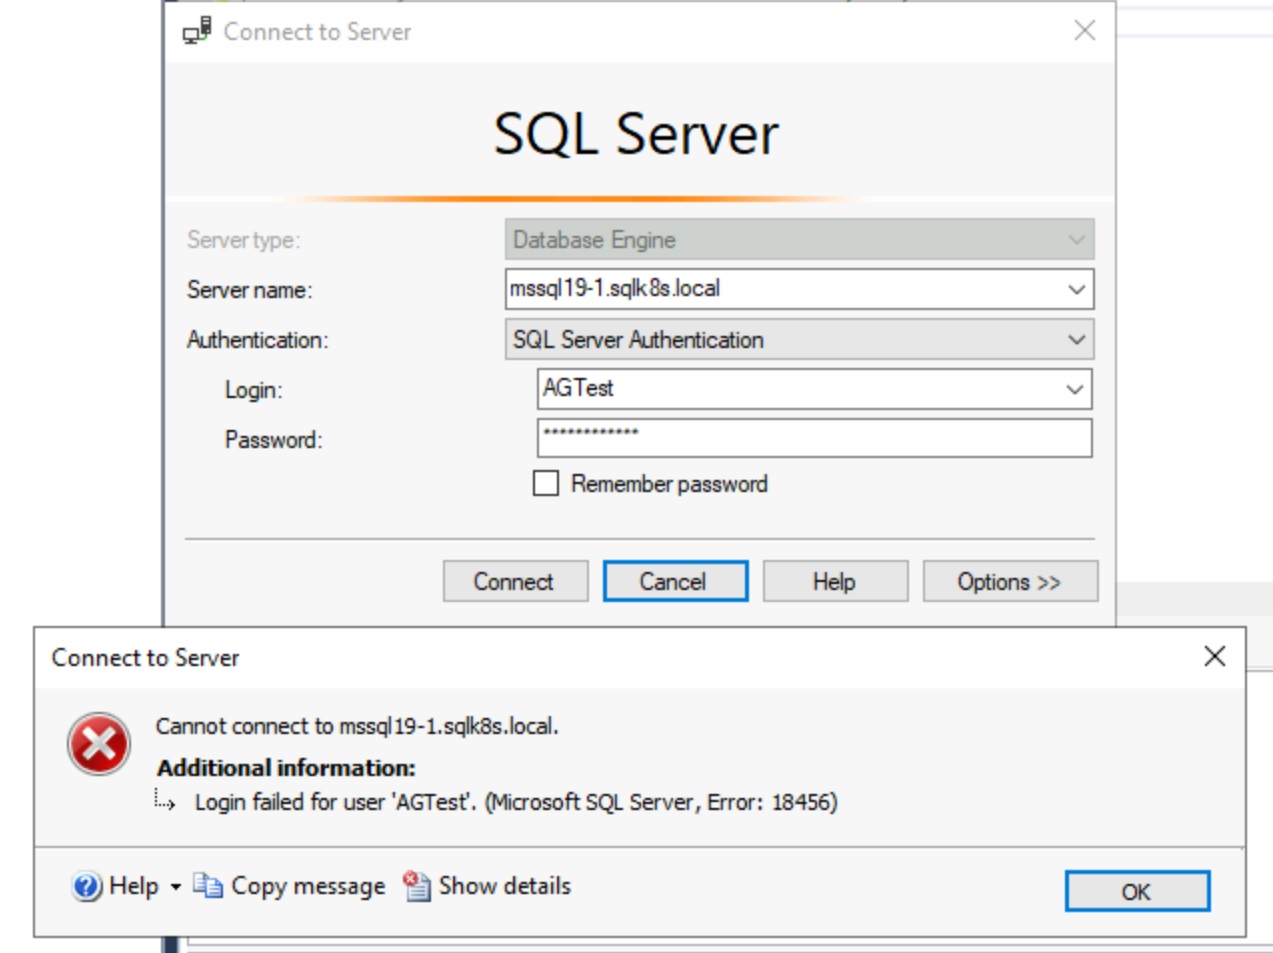 Connect to Server
SQL Server
Server type:
Database Engine
Server name:
mssql19-1.sqlk8s.local
Authentication:
SQL Server Authentication
Login:
AGTest
Password:
************
Remember password
Connect
Cancel
Help
Options >>
Connect to Server
Cannot connect to mssql19-1.sqlk8s.local.
Additional information:
Login failed for user 'AGTest'. (Microsoft SQL Server, Error: 18456)
Help
Copy message
Show details
OK